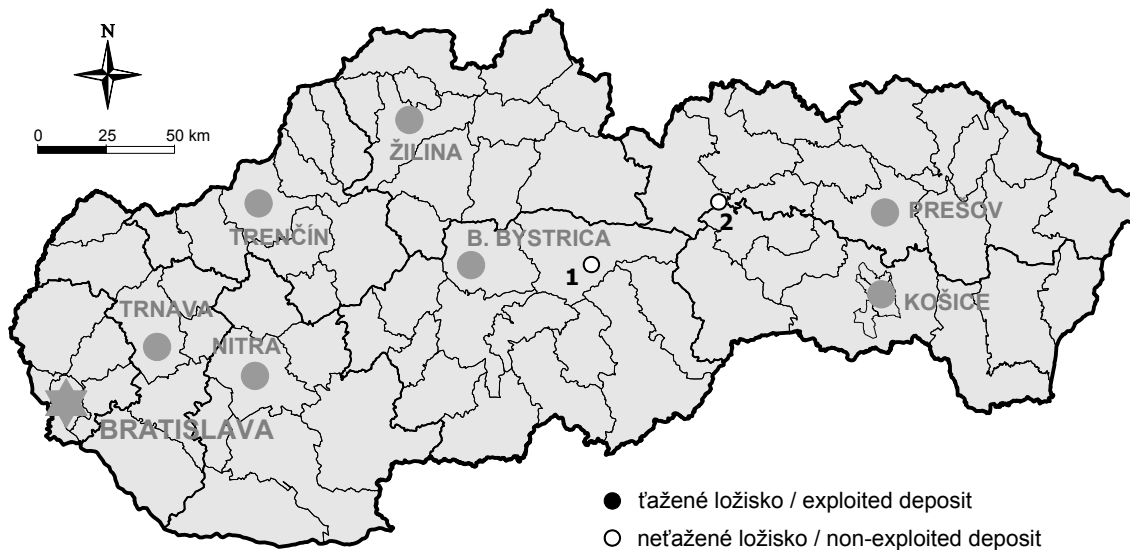 N
0 25 50 km
ŽILINA
TRENČÍN
B. BYSTRICA
PREŠOV
2
1
KOŠICE
TRNAVA
NITRA
BRATISLAVA
ťažené ložisko / exploited deposit
neťažené ložisko / non-exploited deposit